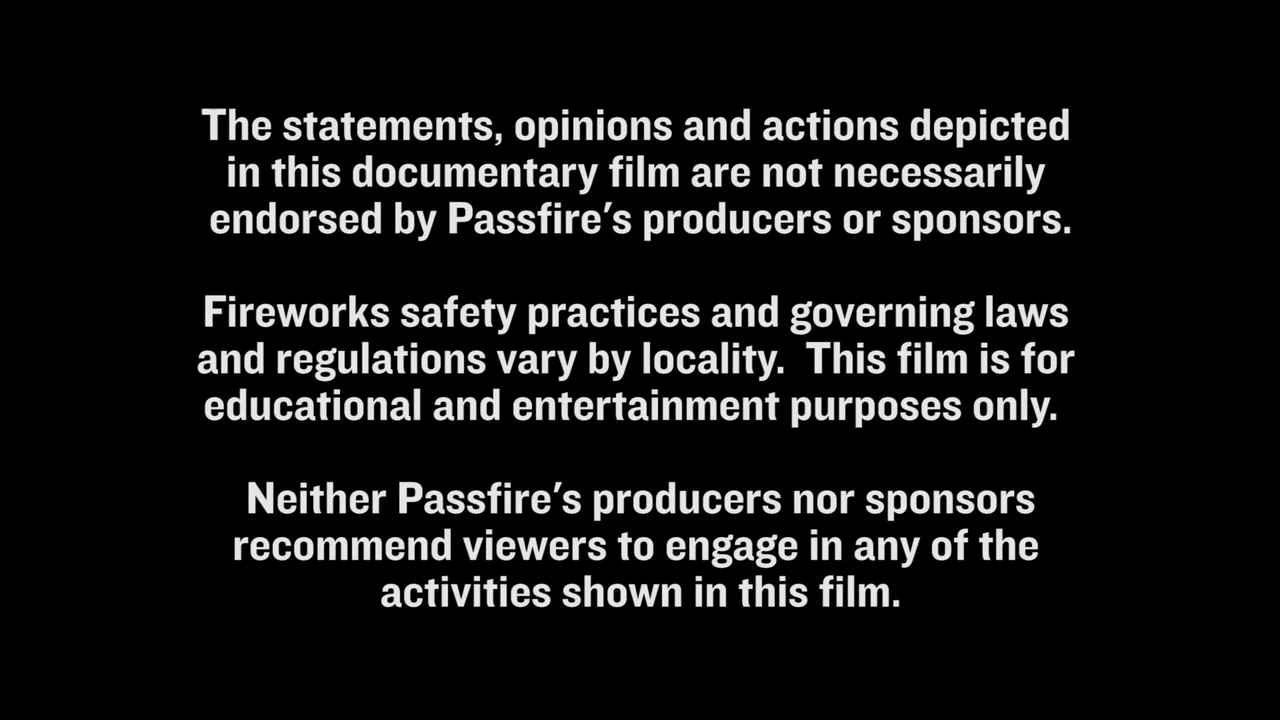 The statements, opinions and actions depicted
in this documentary film are not necessarily
endorsed by Passfire's producers or sponsors.
Fireworks safety practices and governing laws
and regulations vary by locality.  This film is for
educational and entertainment purposes only.
Neither Passfire's producers nor sponsors
recommend viewers to engage in any of the
activities shown in this film.